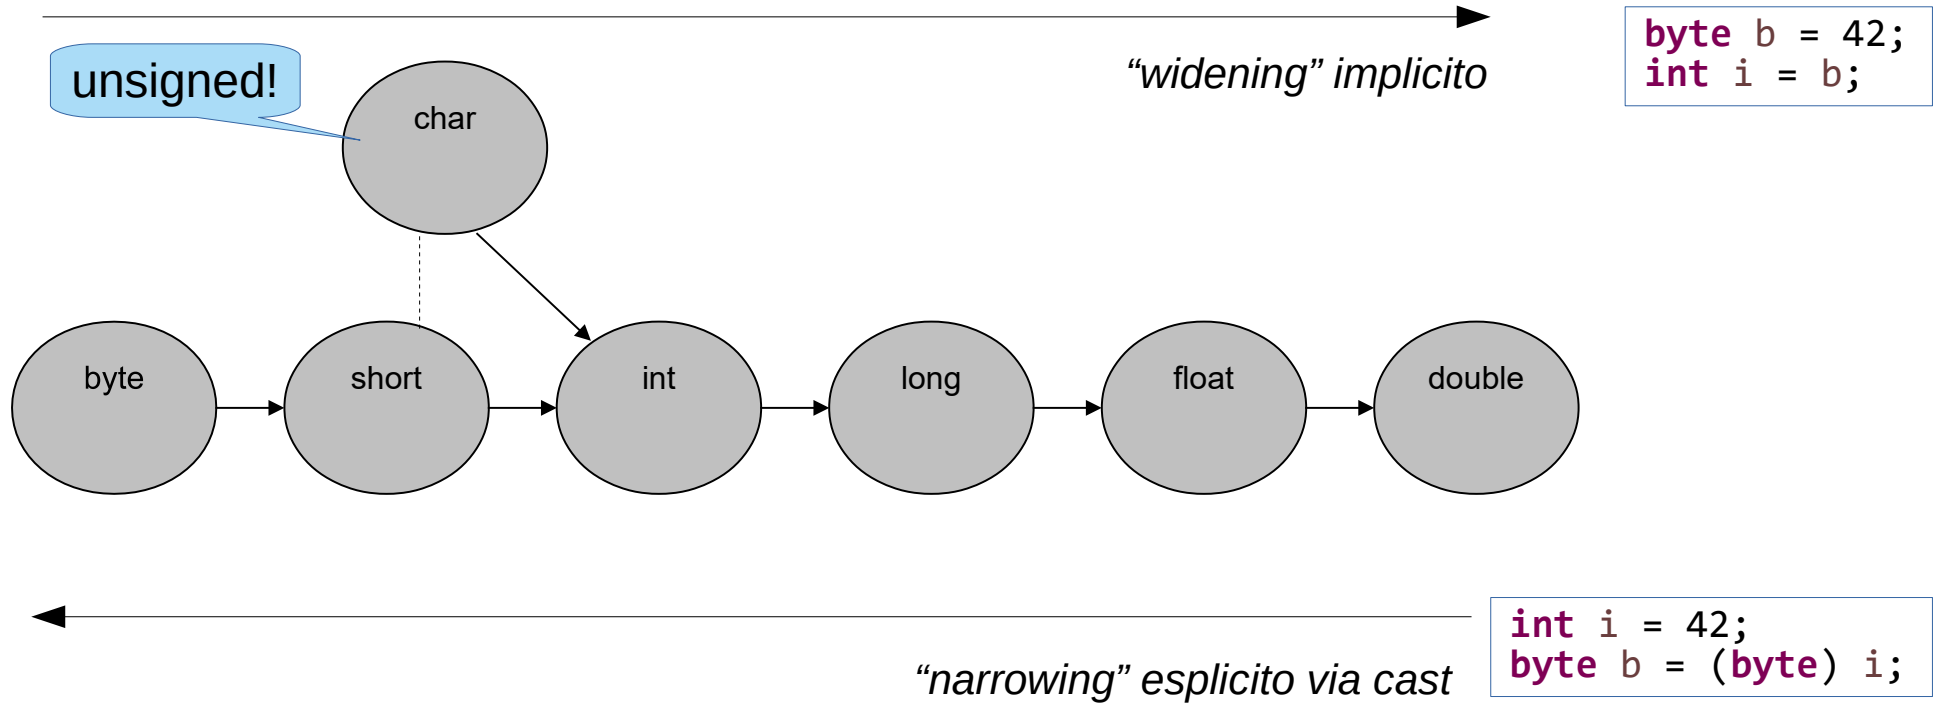 byte b = 42;
int i = b;
“widening” implicito
unsigned!
char
byte
short
int
long
float
double
int i = 42;
byte b = (byte) i;
“narrowing” esplicito via cast